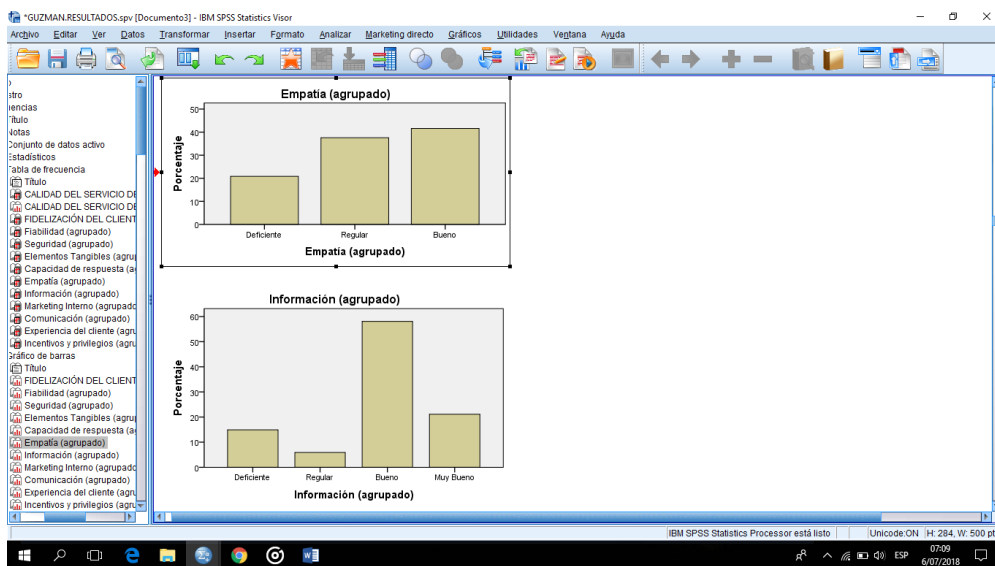 *GUZMAN.RESULTADOS.spv [Documento3] - IBM SPSS Statistics Visor
Archivo Editar Ver Datos Transformar Insertar Formato Analizar Marketing directo Gráficos Utilidades Ventana Ayuda
stro
iencias
Título
Notas
Conjunto de datos activo
Estadísticos
Tabla de frecuencia
Título
CALIDAD DEL SERVICIO DE
CALIDAD DEL SERVICIO DE
FIDELIZACIÓN DEL CLIENT
Fiabilidad (agrupado)
Seguridad (agrupado)
Elementos Tangibles (agrup
Capacidad de respuesta (ag
Empatía (agrupado)
Información (agrupado)
Marketing Interno (agrupado
Comunicación (agrupado)
Experiencia del cliente (agru
Incentivos y privilegios (agru
Gráfico de barras
Título
FIDELIZACIÓN DEL CLIENT
Fiabilidad (agrupado)
Seguridad (agrupado)
Elementos Tangibles (agrup
Capacidad de respuesta (ag
Empatía (agrupado)
Información (agrupado)
Marketing Interno (agrupado
Comunicación (agrupado)
Experiencia del cliente (agru
Incentivos y privilegios (agru
Empatía (agrupado)
Porcentaje
50
40
30
20
10
0
Deficiente Regular Bueno
Empatía (agrupado)
Información (agrupado)
Porcentaje
60
50
40
30
20
10
0
Deficiente Regular Bueno Muy Bueno
Información (agrupado)
IBM SPSS Statistics Processor está listo Unicode:ON H: 284, W: 500 pt
ESP
07:09
6/07/2018